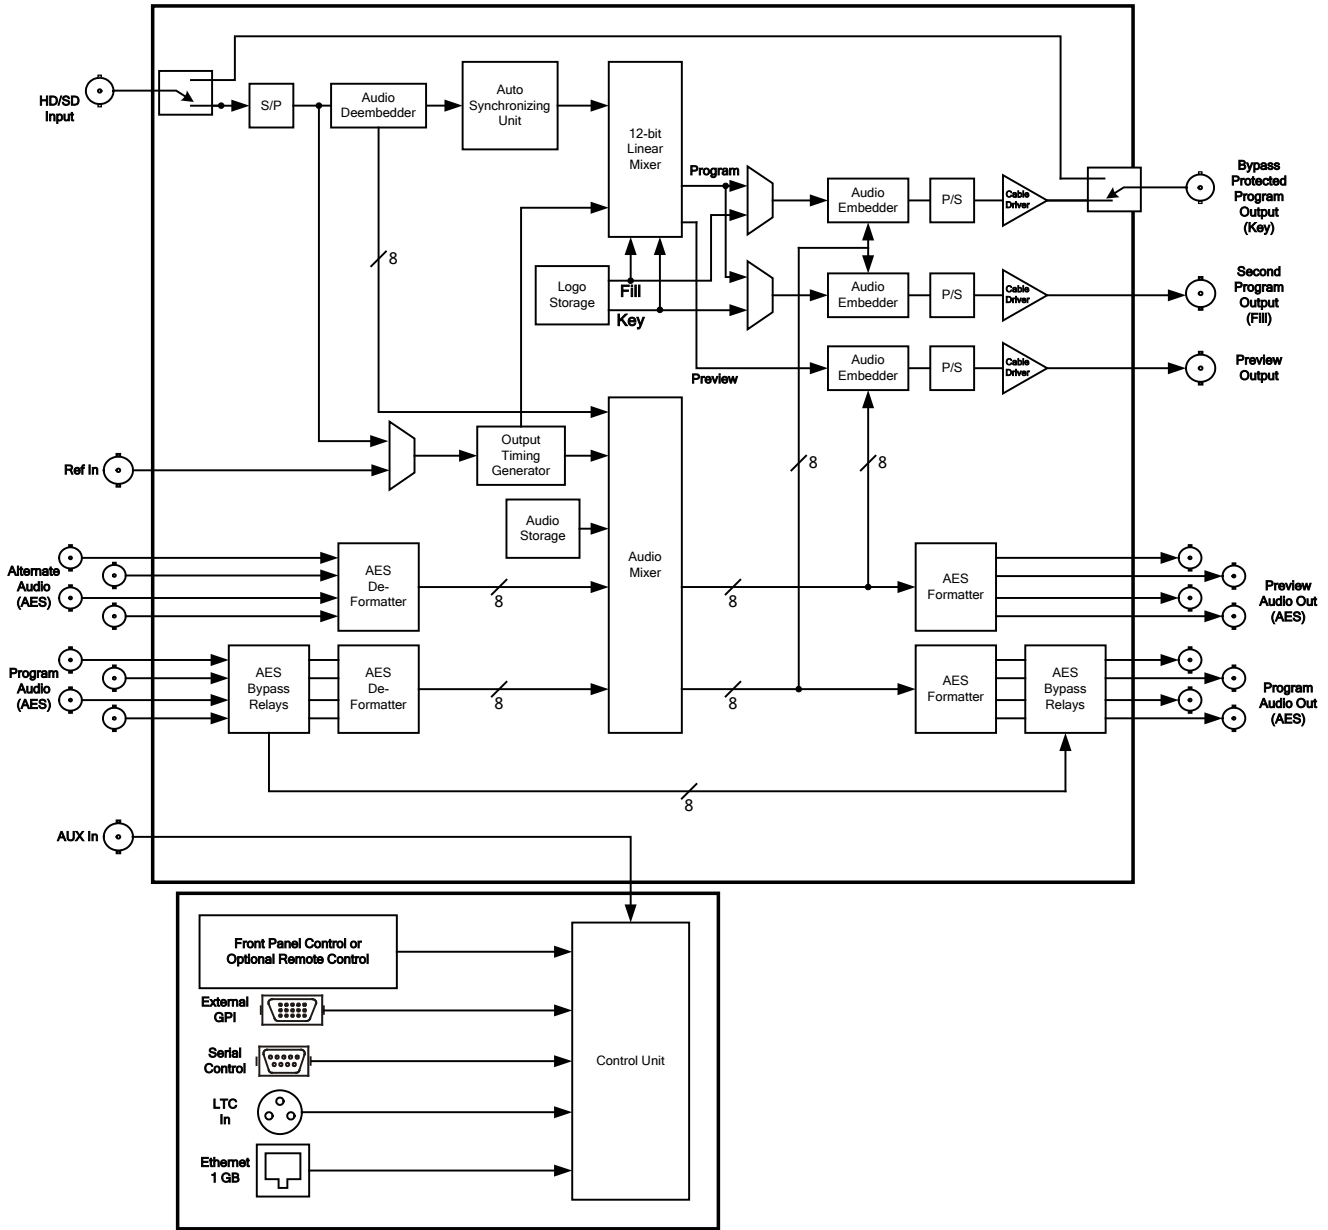 HD/SD
Input
S/P
Audio
Deembedder
Auto
Synchronizing
Unit
12-bit
Linear
Mixer
Program
Audio
Embedder
P/S
Cable
Driver
Bypass
Protected
Program
Output
(Key)
8
Logo
Storage
Fill
Key
Audio
Embedder
P/S
Cable
Driver
Second
Program
Output
(Fill)
Preview
Audio
Embedder
P/S
Cable
Driver
Preview
Output
Ref In
Output
Timing
Generator
8
8
Audio
Storage
Audio
Mixer
Alternate
Audio
(AES)
AES
De-
Formatter
8
8
AES
Formatter
Preview
Audio Out
(AES)
Program
Audio
(AES)
AES
Bypass
Relays
AES
De-
Formatter
8
8
AES
Formatter
AES
Bypass
Relays
Program
Audio Out
(AES)
8
AUX In
Front Panel Control or
Optional Remote Control
External
GPI
Serial
Control
LTC
In
Ethernet
1 GB
Control Unit